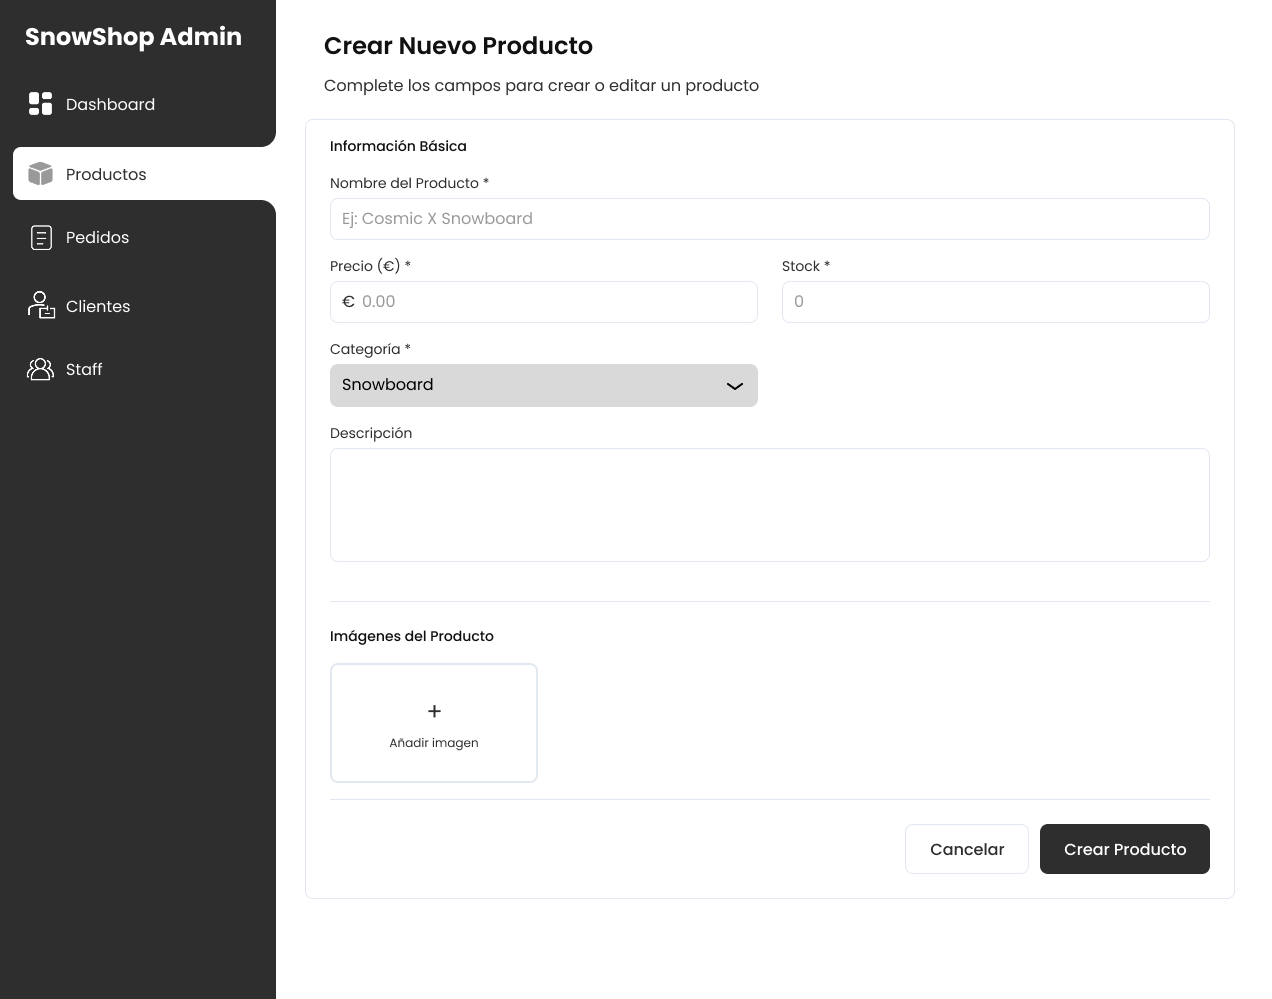 SnowShop Admin
Dashboard
Productos
Pedidos
Clientes
Staff
Crear Nuevo Producto
Complete los campos para crear o editar un producto
Información Básica
Nombre del Producto *
Ej: Cosmic X Snowboard
Precio (€) *
Stock *
€ 0.00
0
Categoría *
Snowboard
Descripción
Imágenes del Producto
+
Añadir imagen
Cancelar
Crear Producto